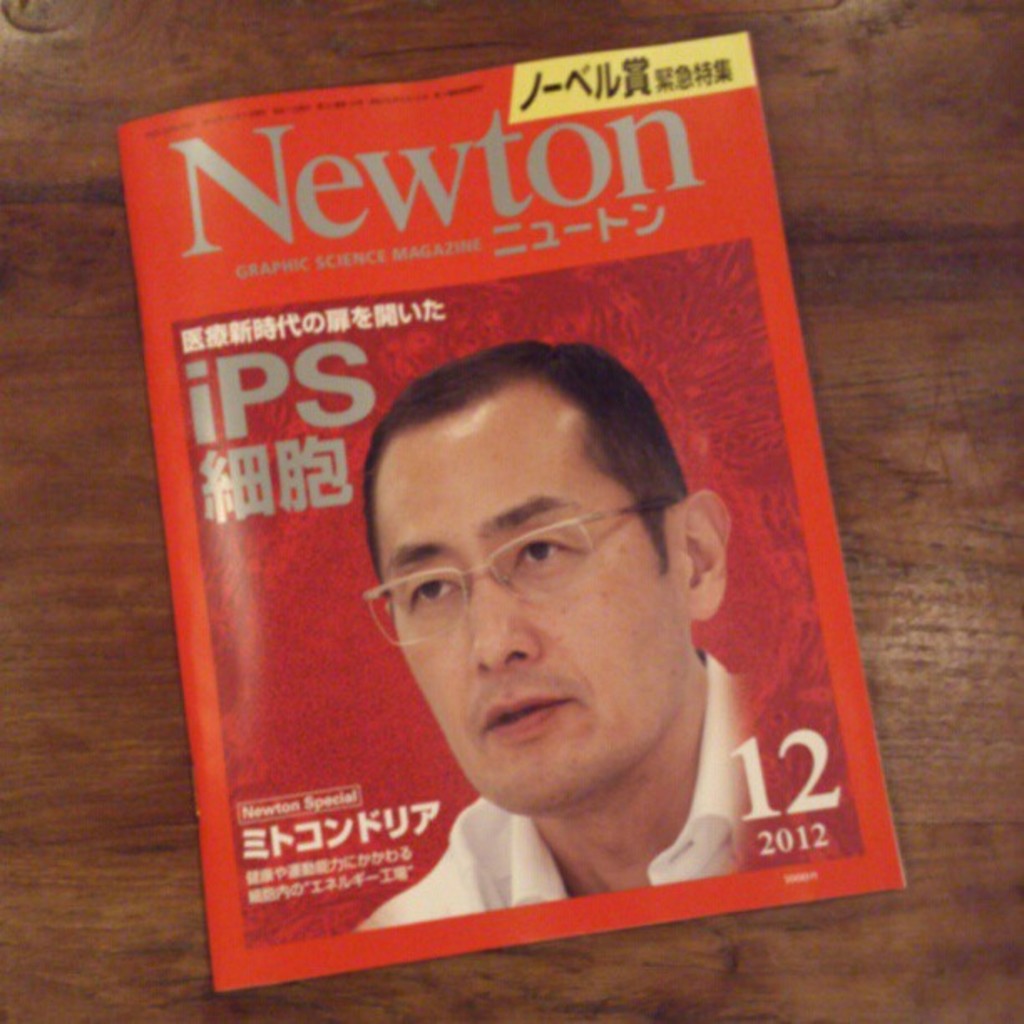 ノーベル賞 緊急特集
Newton
GRAPHIC SCIENCE MAGAZINE ニュートン
医療新時代の扉を開いた
iPS
細胞
Newton Special
ミトコンドリア
健康や運動能力にかかわる
細胞内の“エネルギー工場”
12
2012